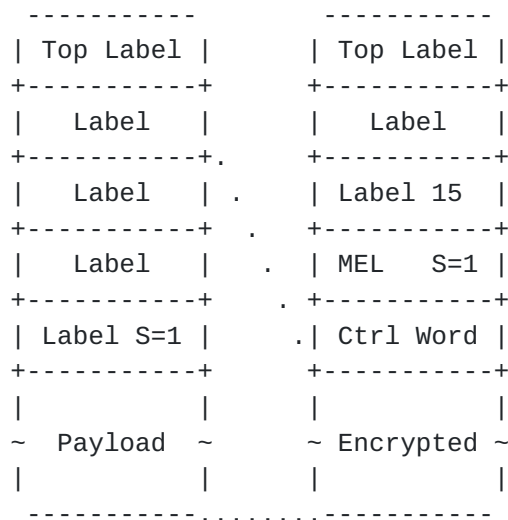 -----------       -----------
| Top Label |     | Top Label |
+-----------+     +-----------+
|   Label   |     |   Label   |
+-----------+.    +-----------+
|   Label   | .   | Label 15  |
+-----------+  .  +-----------+
|   Label   |   . | MEL   S=1 |
+-----------+    . +-----------+
| Label S=1 |     .| Ctrl Word |
+-----------+     +-----------+
|           |     |           |
~  Payload  ~     ~ Encrypted ~
|           |     |           |
 -----------........-----------